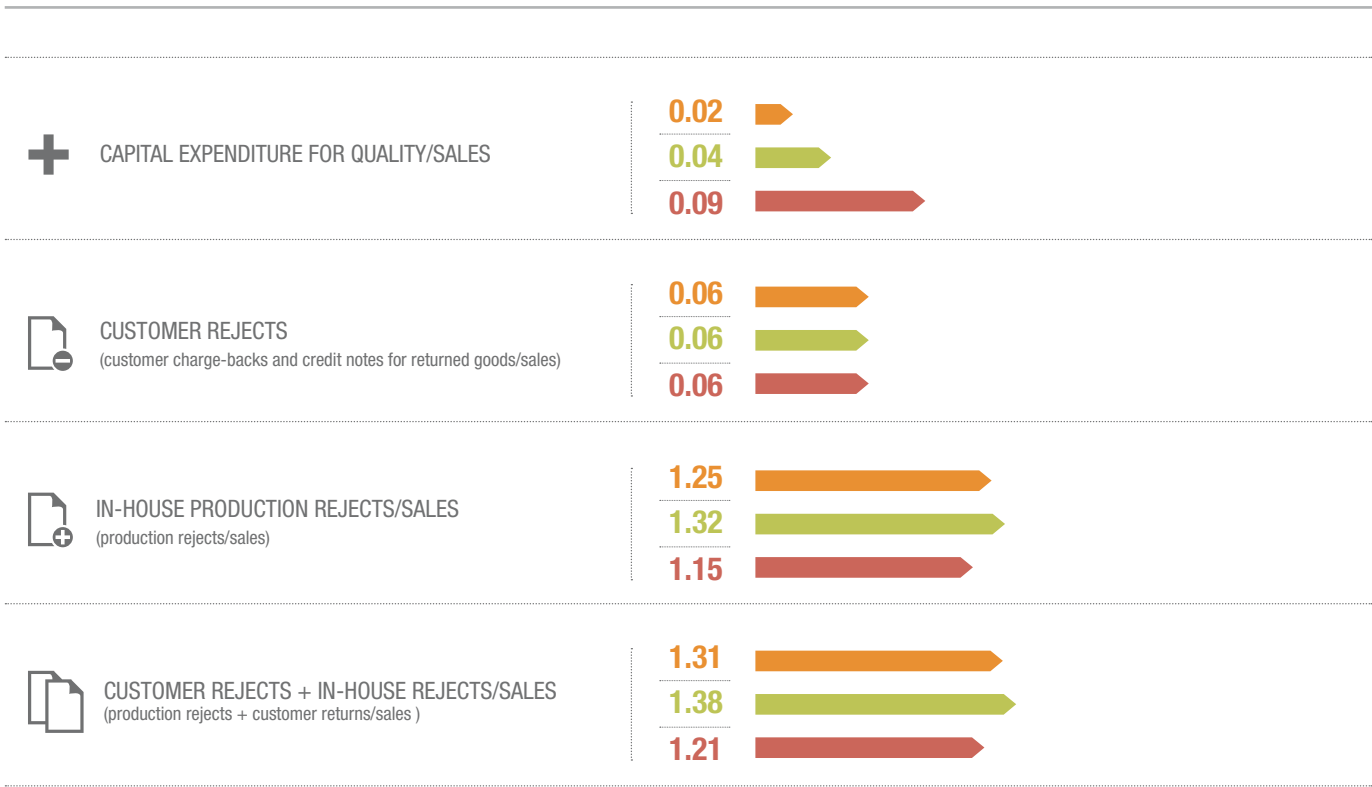 CAPITAL EXPENDITURE FOR QUALITY/SALES
0.02
0.04
0.09
CUSTOMER REJECTS
(customer charge-backs and credit notes for returned goods/sales)
0.06
0.06
0.06
IN-HOUSE PRODUCTION REJECTS/SALES
(production rejects/sales)
1.25
1.32
1.15
CUSTOMER REJECTS + IN-HOUSE REJECTS/SALES
(production rejects + customer returns/sales )
1.31
1.38
1.21